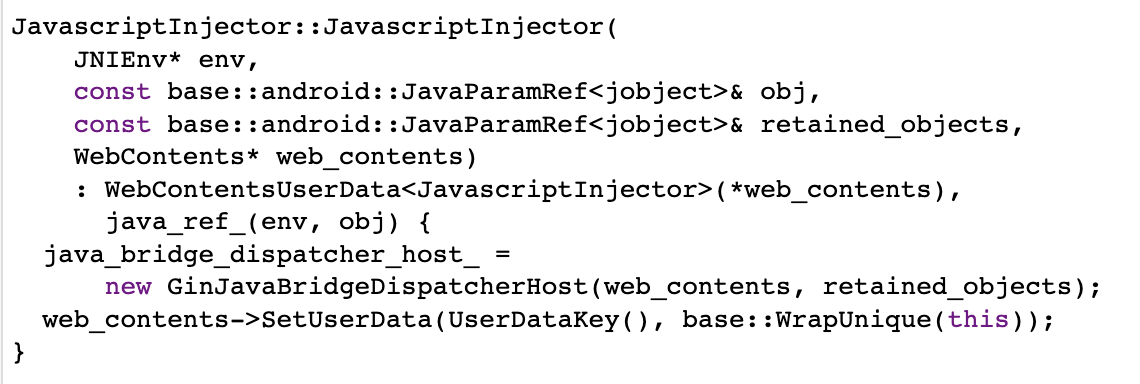 JavascriptInjector::JavascriptInjector(
    JNIEnv* env,
    const base::android::JavaParamRef<jobject>& obj,
    const base::android::JavaParamRef<jobject>& retained_objects,
    WebContents* web_contents)
    : WebContentsUserData<JavascriptInjector>(*web_contents),
      java_ref_(env, obj) {
  java_bridge_dispatcher_host_ =
      new GinJavaBridgeDispatcherHost(web_contents, retained_objects);
  web_contents->SetUserData(UserDataKey(), base::WrapUnique(this));
}